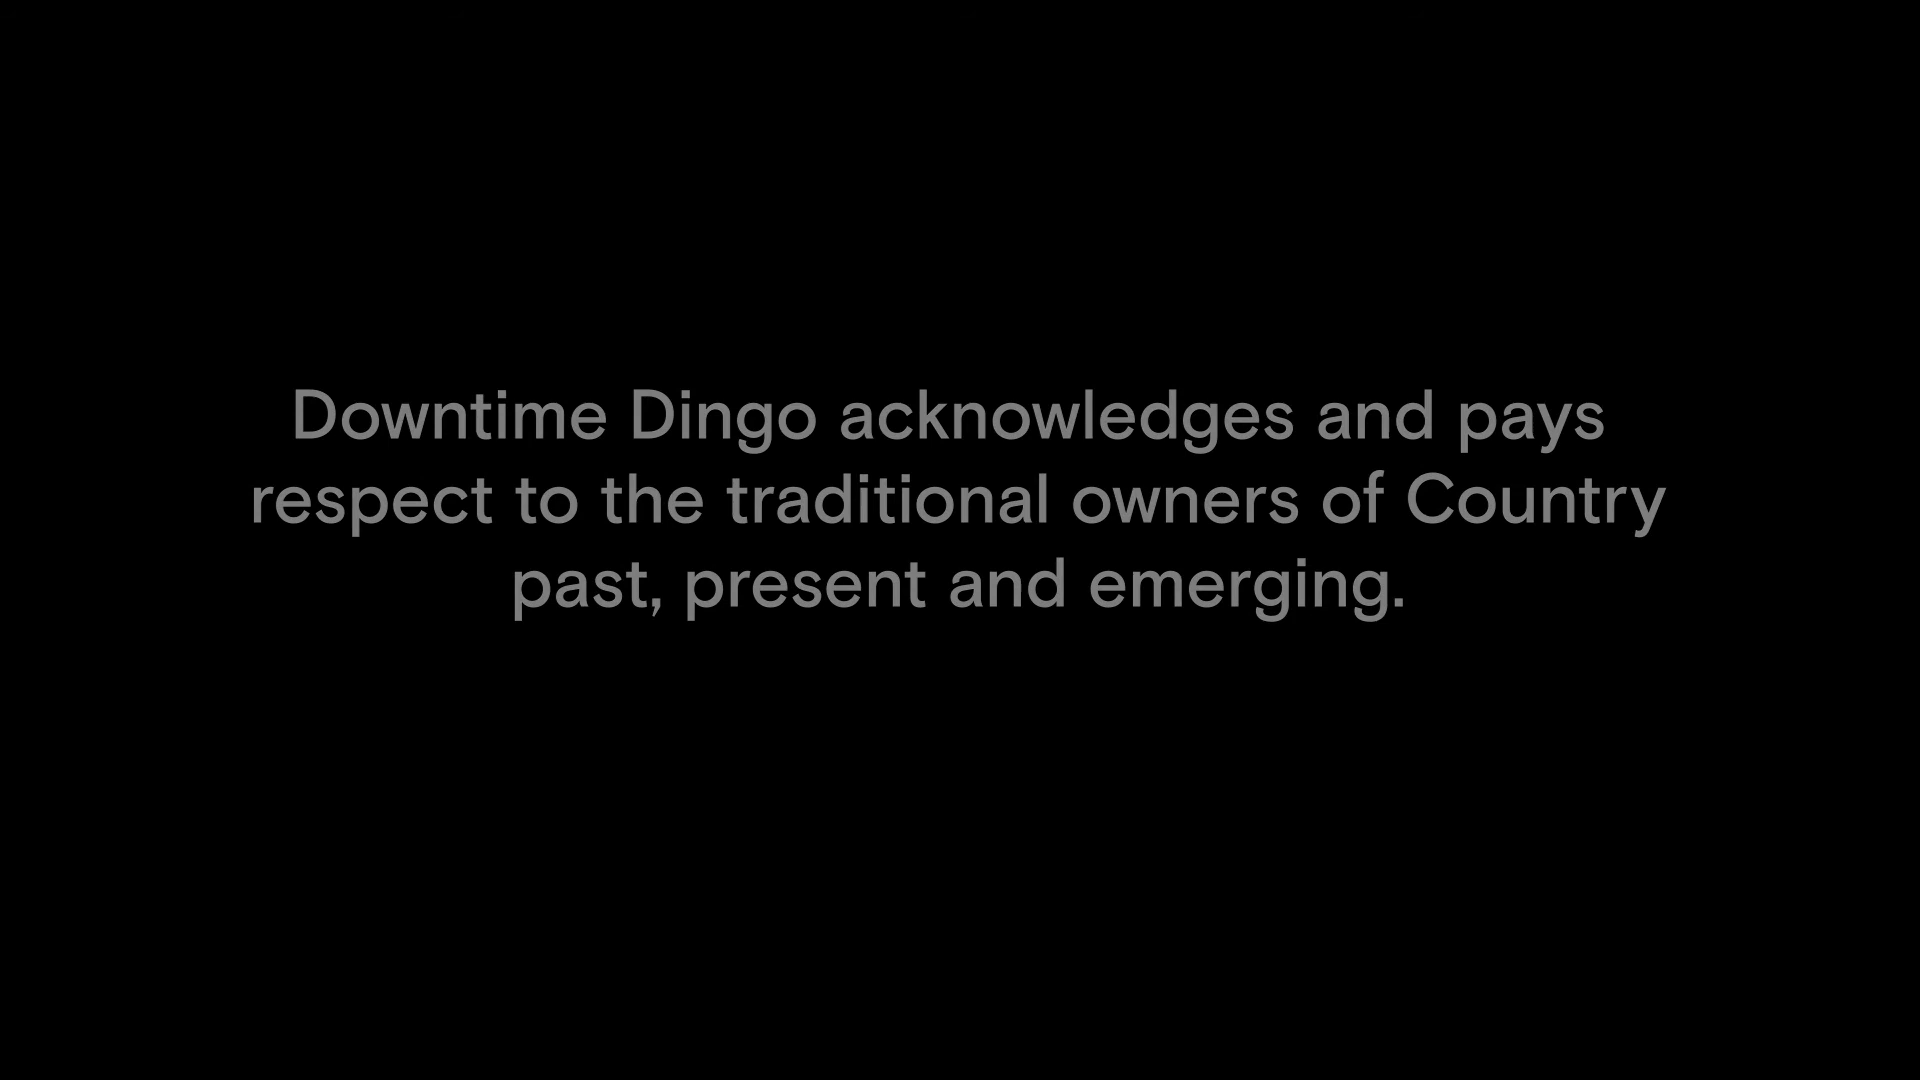 Downtime Dingo acknowledges and pays
respect to the traditional owners of Country
past, present and emerging.